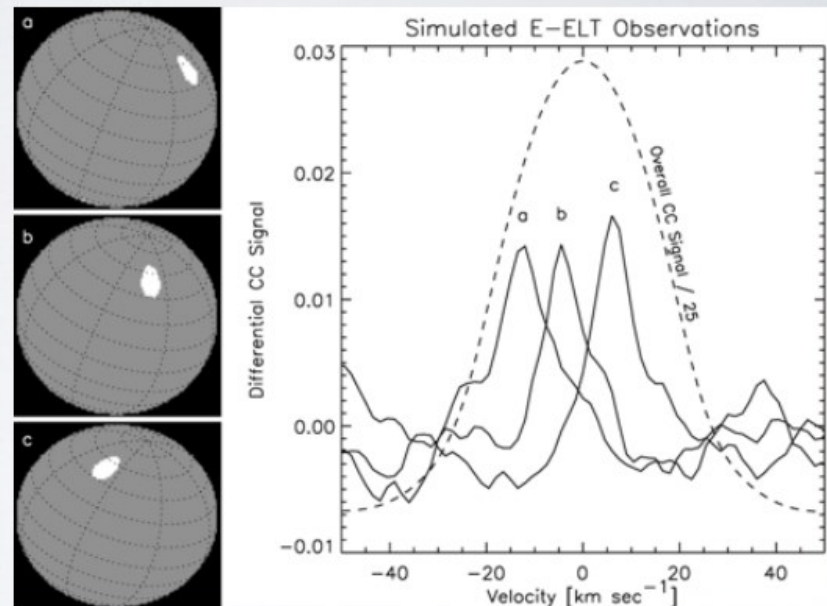 a
b
c
Simulated E-ELT Observations
0.03
0.02
0.01
0.00
-0.01
Differential CC Signal
a
b
c
Overall CC Signal / 25
-40
-20
0
20
40
Velocity [km sec⁻¹]